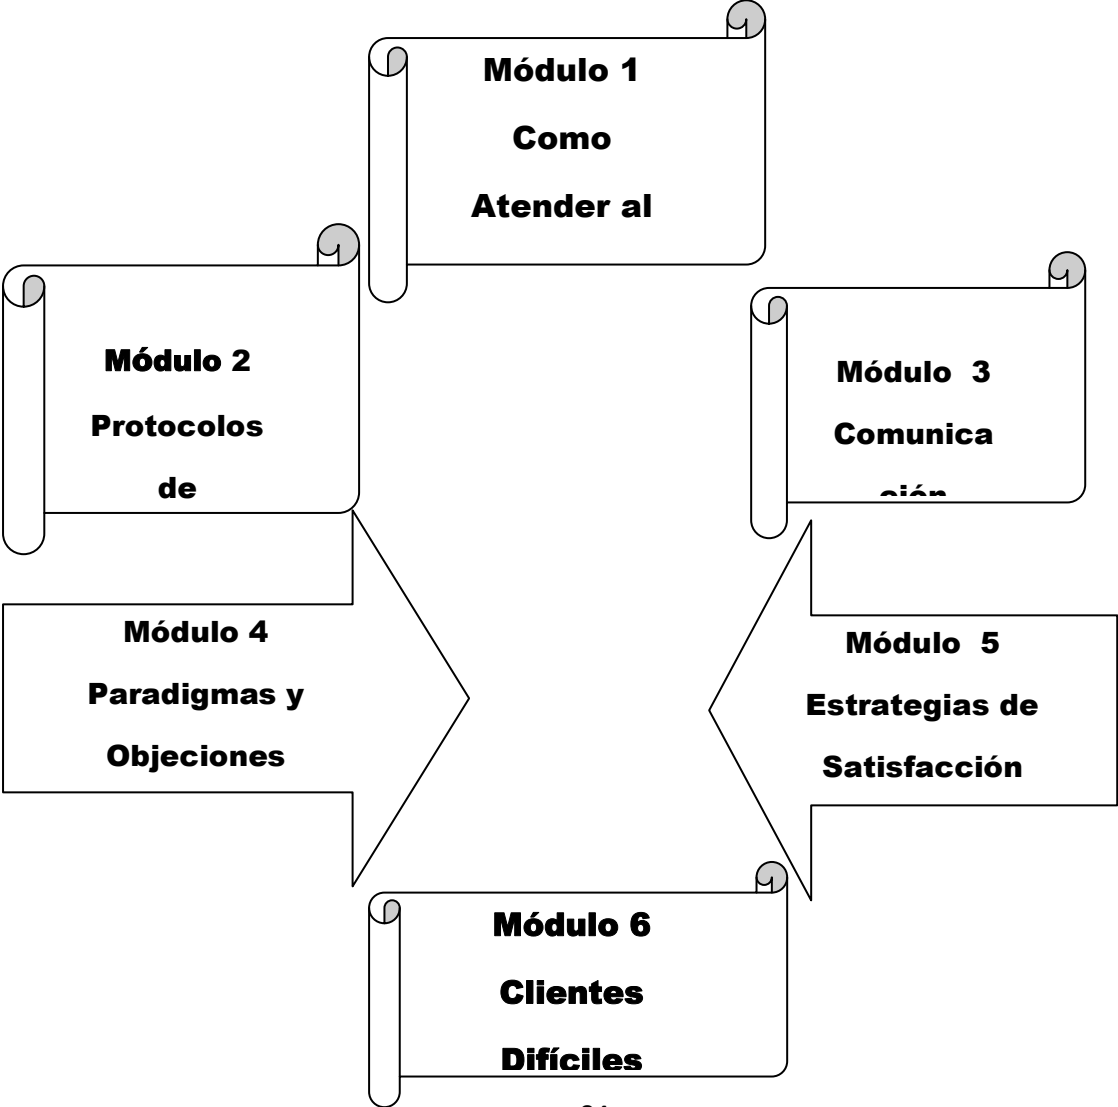 Módulo 1
Como
Atender al
Módulo 2
Protocolos
de
Módulo 3
Comunica
ción
Módulo 4
Paradigmas y
Objeciones
Módulo 5
Estrategias de
Satisfacción
Módulo 6
Clientes
Difíciles